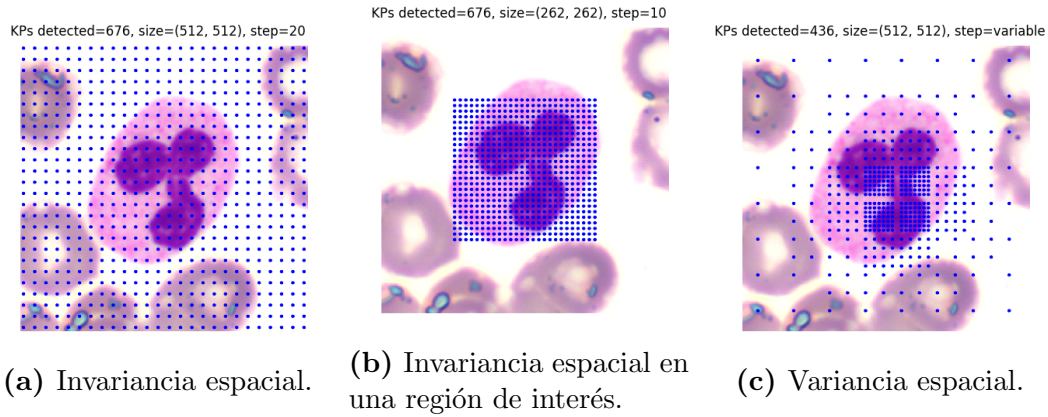 KPs detected=676, size=(512, 512), step=20
KPs detected=676, size=(262, 262), step=10
KPs detected=436, size=(512, 512), step=variable
(a) Invariancia espacial.
(b) Invariancia espacial en
una región de interés.
(c) Variancia espacial.